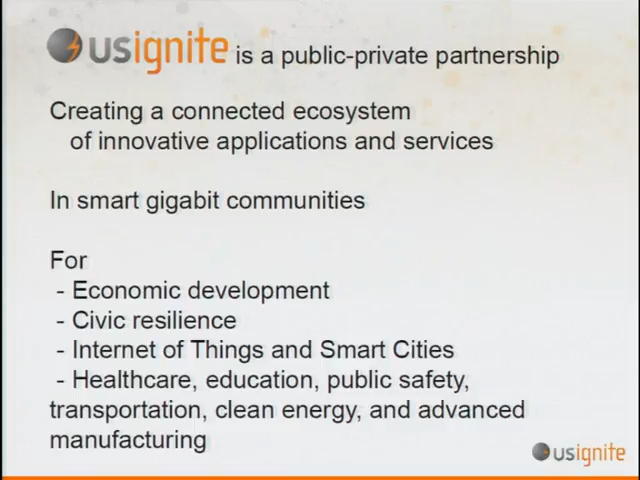 usignite is a public-private partnership
Creating a connected ecosystem
of innovative applications and services
In smart gigabit communities
For
- Economic development
- Civic resilience
- Internet of Things and Smart Cities
- Healthcare, education, public safety,
transportation, clean energy, and advanced
manufacturing
usignite